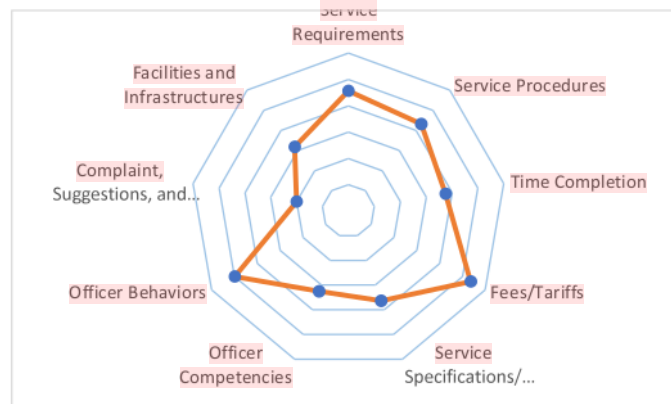 Service
Requirements
Service Procedures
Time Completion
Fees/Tariffs
Service
Specifications/...
Officer
Competencies
Officer Behaviors
Complaint,
Suggestions, and...
Facilities and
Infrastructures